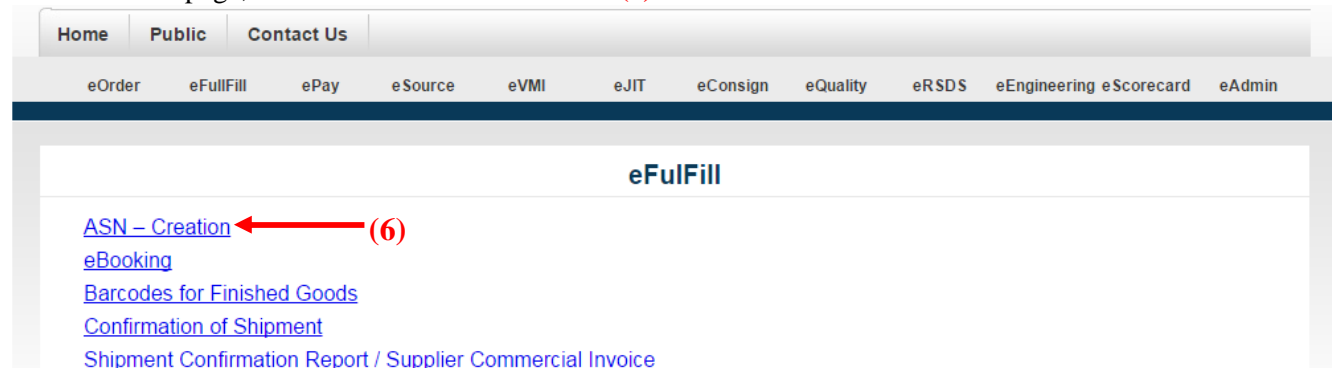 page,
Home Public Contact Us
eOrder eFullFill ePay eSource eVMI eJIT eConsign eQuality eRSDS eEngineering eScorecard eAdmin
eFulFill
ASN – Creation (6)
eBooking
Barcodes for Finished Goods
Confirmation of Shipment
Shipment Confirmation Report / Supplier Commercial Invoice